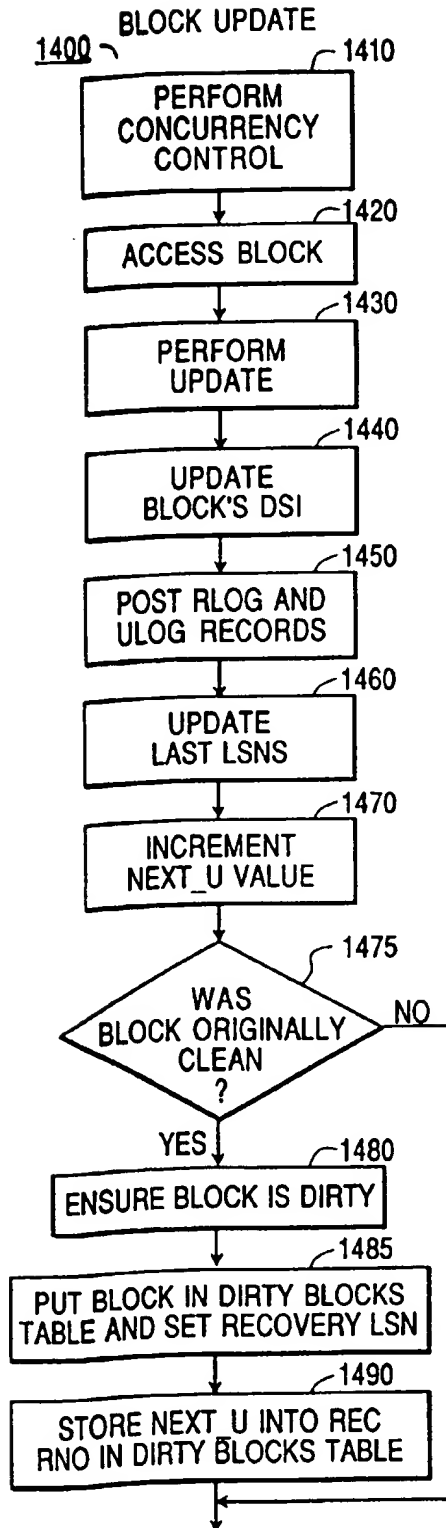 BLOCK UPDATE
1400
1410
PERFORM
CONCURRENCY
CONTROL
1420
ACCESS BLOCK
1430
PERFORM
UPDATE
1440
UPDATE
BLOCK'S DSI
1450
POST RLOG AND
ULOG RECORDS
1460
UPDATE
LAST LSNS
1470
INCREMENT
NEXT_U VALUE
1475
WAS
BLOCK ORIGINALLY
CLEAN
?
NO
YES
1480
ENSURE BLOCK IS DIRTY
1485
PUT BLOCK IN DIRTY BLOCKS
TABLE AND SET RECOVERY LSN
1490
STORE NEXT_U INTO REC
RNO IN DIRTY BLOCKS TABLE